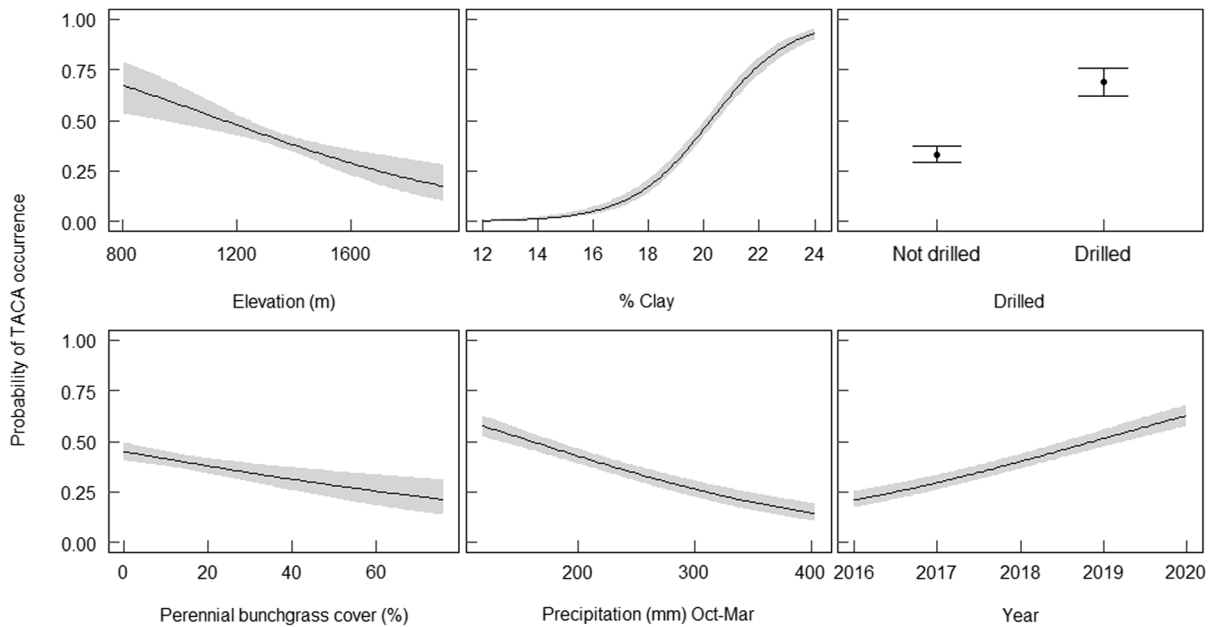 Probability of TACA occurrence
1.00
0.75
0.50
0.25
0.00
800 1200 1600
Elevation (m)
12 14 16 18 20 22 24
% Clay
Not drilled Drilled
Drilled
1.00
0.75
0.50
0.25
0.00
0 20 40 60
Perennial bunchgrass cover (%)
200 300 400
Precipitation (mm) Oct-Mar
2016 2017 2018 2019 2020
Year